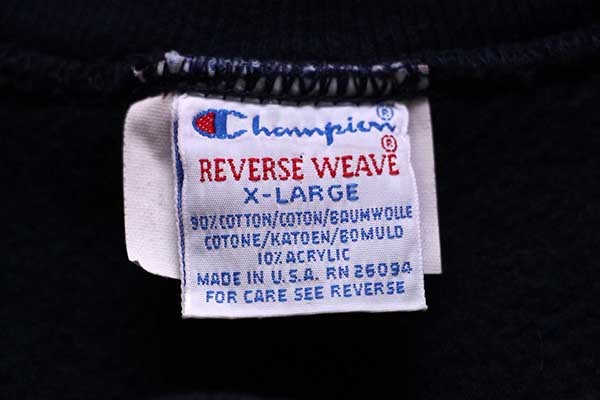 Champion®
REVERSE WEAVE®
X-LARGE
90% COTTON/COTON/BAUMWOLLE
COTONE/KATOEN/BOMULD
10% ACRYLIC
MADE IN U.S.A. RN 26094
FOR CARE SEE REVERSE